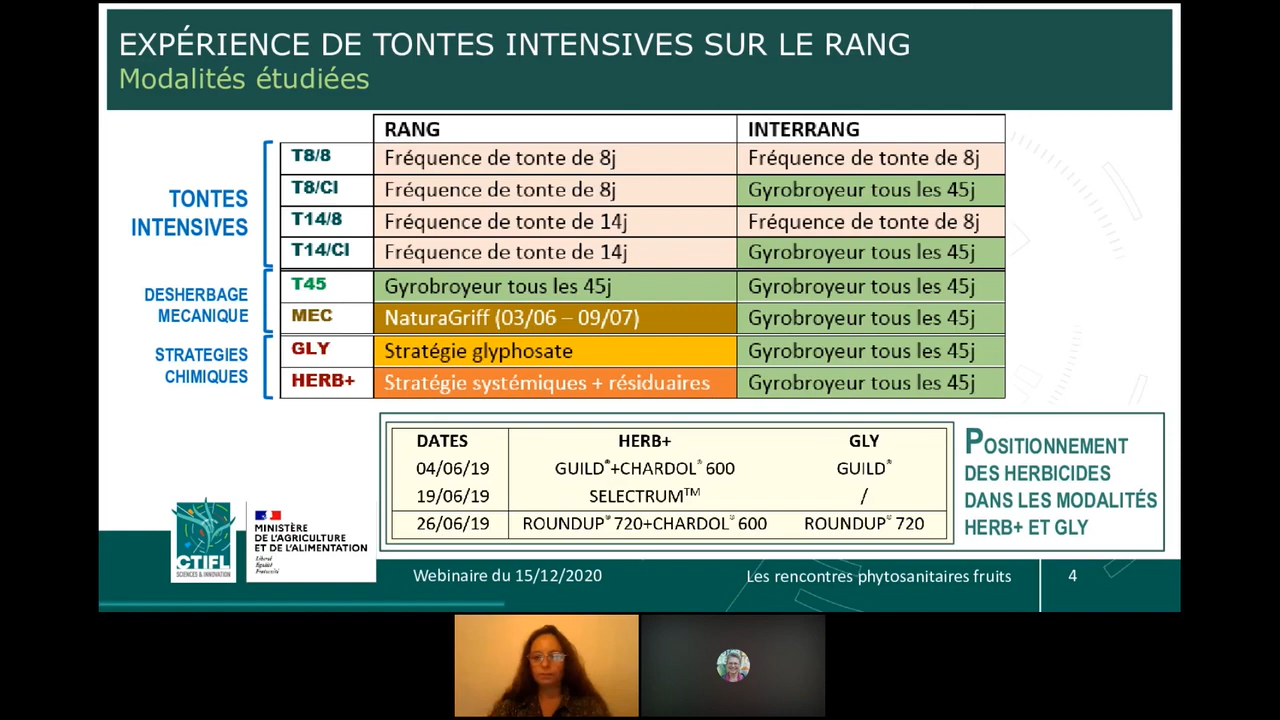 EXPÉRIENCE DE TONTES INTENSIVES SUR LE RANG
Modalités étudiées
RANG INTERRANG
TONTES
INTENSIVES
T8/8 Fréquence de tonte de 8j Fréquence de tonte de 8j
T8/CI Fréquence de tonte de 8j Gyrobroyeur tous les 45j
T14/8 Fréquence de tonte de 14j Fréquence de tonte de 8j
T14/CI Fréquence de tonte de 14j Gyrobroyeur tous les 45j
DESHERBAGE
MECANIQUE
T45 Gyrobroyeur tous les 45j Gyrobroyeur tous les 45j
MEC NaturaGriff (03/06 – 09/07) Gyrobroyeur tous les 45j
STRATEGIES
CHIMIQUES
GLY Stratégie glyphosate Gyrobroyeur tous les 45j
HERB+ Stratégie systémiques + résiduaires Gyrobroyeur tous les 45j
DATES HERB+ GLY
04/06/19 GUILD®+CHARDOL® 600 GUILD®
19/06/19 SELECTRUM™ /
26/06/19 ROUNDUP® 720+CHARDOL® 600 ROUNDUP® 720
POSITIONNEMENT
DES HERBICIDES
DANS LES MODALITÉS
HERB+ ET GLY
CTIFL
SCIENCES & INNOVATION
MINISTÈRE
DE L'AGRICULTURE
ET DE L'ALIMENTATION
Liberté
Égalité
Fraternité
Webinaire du 15/12/2020
Les rencontres phytosanitaires fruits
4